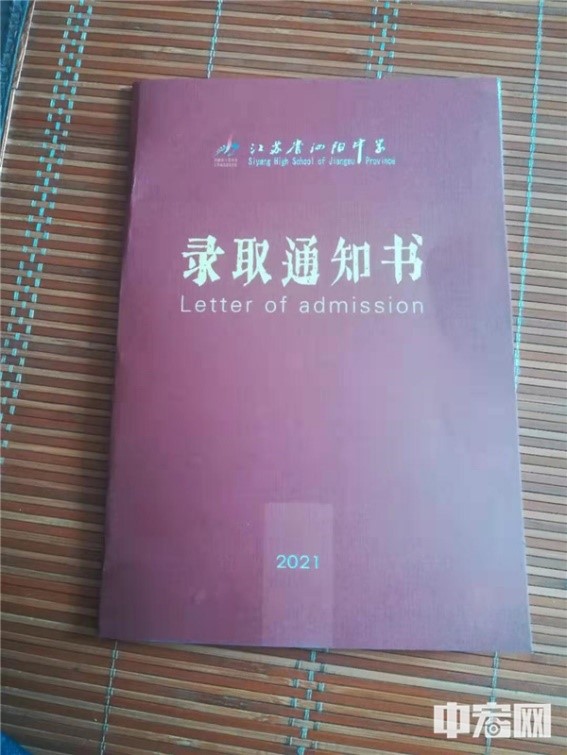 江苏省泗阳中学
Siyang High School of Jiangsu Province
录取通知书
Letter of admission
2021
中宏网